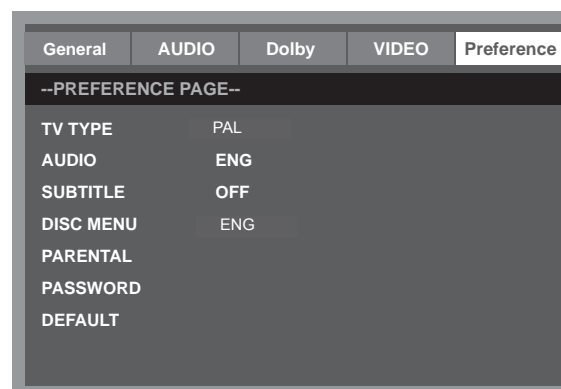 General AUDIO Dolby VIDEO Preference
--PREFERENCE PAGE--
TV TYPE PAL
AUDIO ENG
SUBTITLE OFF
DISC MENU ENG
PARENTAL
PASSWORD
DEFAULT